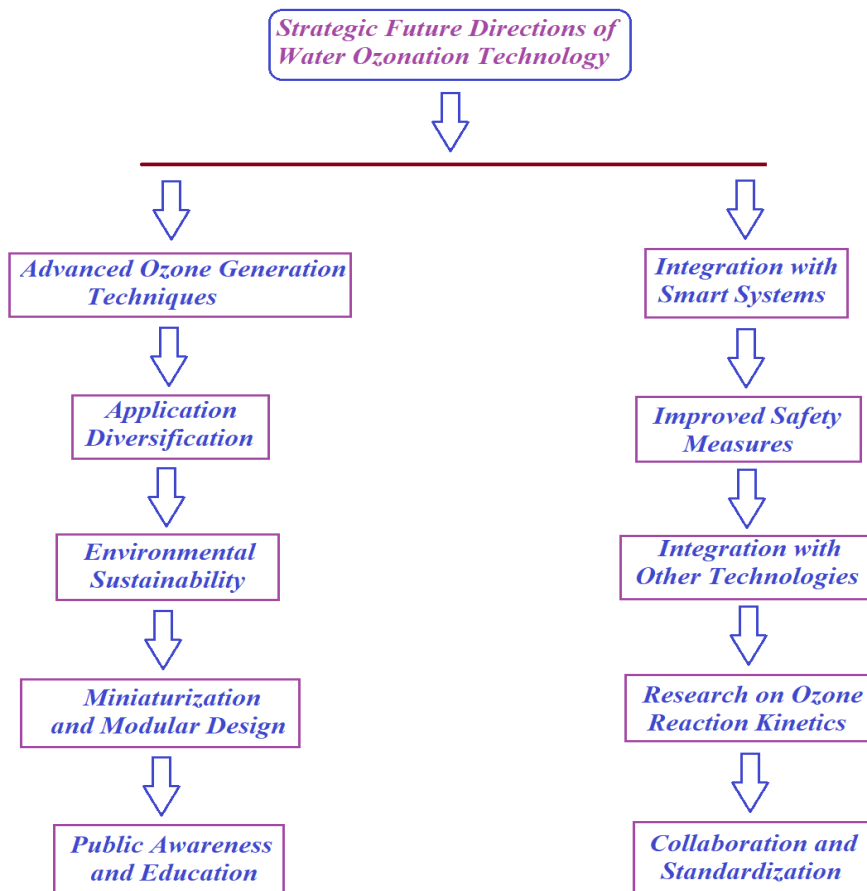 Strategic Future Directions of
Water Ozonation Technology
Advanced Ozone Generation
Techniques
Application
Diversification
Environmental
Sustainability
Miniaturization
and Modular Design
Public Awareness
and Education
Integration with
Smart Systems
Improved Safety
Measures
Integration with
Other Technologies
Research on Ozone
Reaction Kinetics
Collaboration and
Standardization